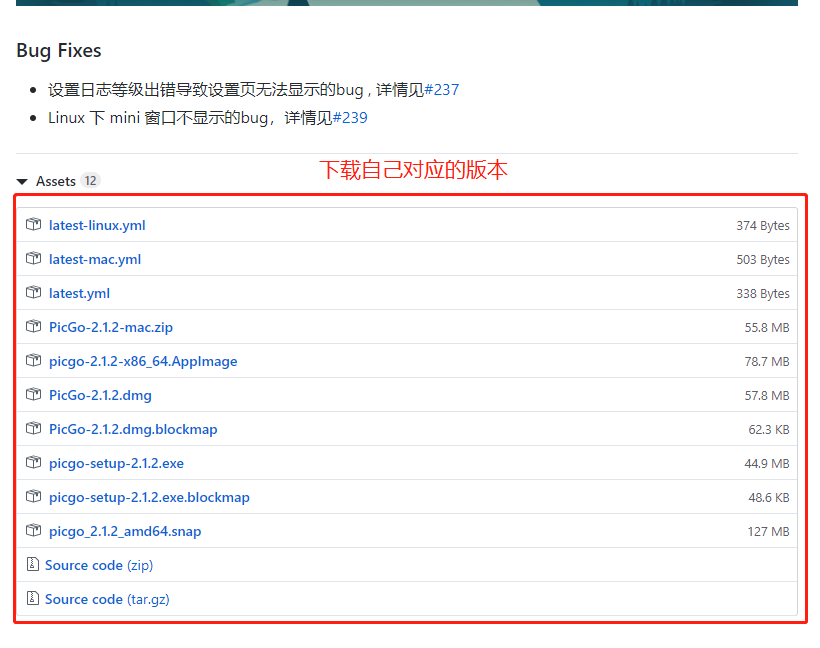 Bug Fixes
设置日志等级出错导致设置页无法显示的bug , 详情见#237
Linux 下 mini 窗口不显示的bug，详情见#239
下载自己对应的版本
Assets 12
latest-linux.yml 374 Bytes
latest-mac.yml 503 Bytes
latest.yml 338 Bytes
PicGo-2.1.2-mac.zip 55.8 MB
picgo-2.1.2-x86_64.AppImage 78.7 MB
PicGo-2.1.2.dmg 57.8 MB
PicGo-2.1.2.dmg.blockmap 62.3 KB
picgo-setup-2.1.2.exe 44.9 MB
picgo-setup-2.1.2.exe.blockmap 48.6 KB
picgo_2.1.2_amd64.snap 127 MB
Source code (zip)
Source code (tar.gz)